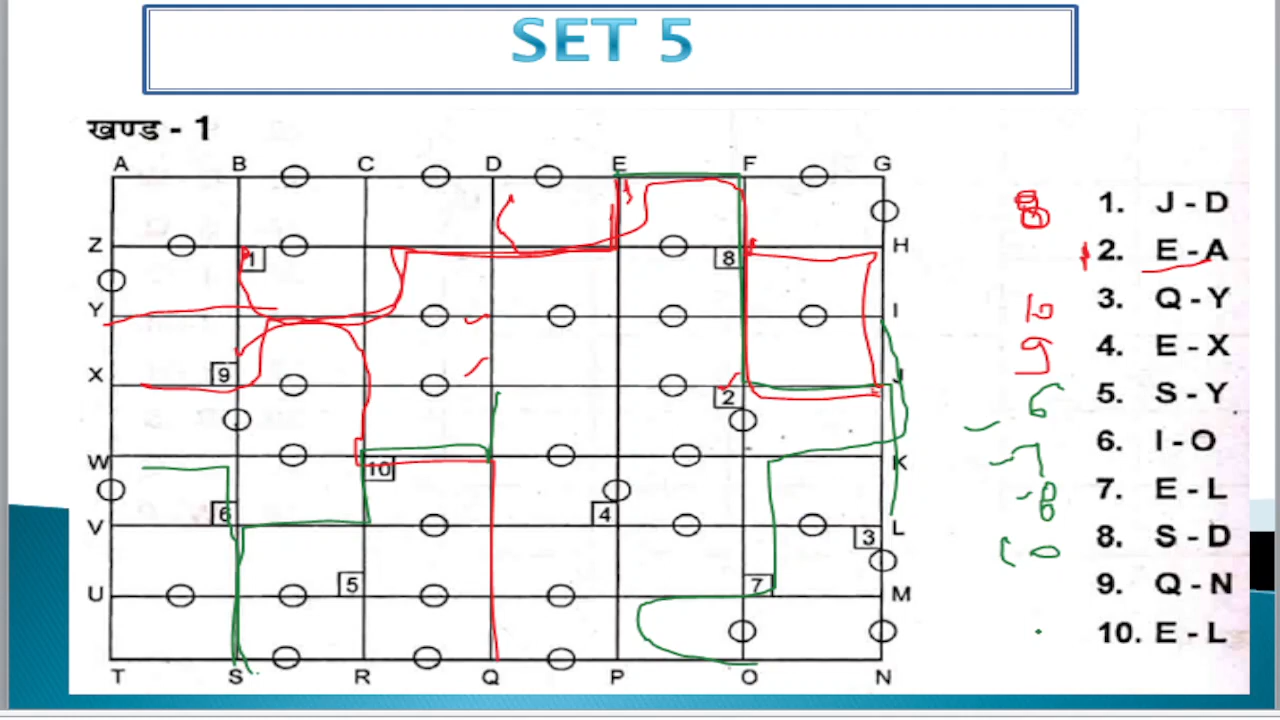 SET 5
खण्ड - 1
A B C D E F G
Z 1 8 H
Y I
X 9 2 J
W 10 K
V 6 4 3 L
U 5 7 M
T S R Q P O N
1. J - D
2. E - A
3. Q - Y
4. E - X
5. S - Y
6. I - O
7. E - L
8. S - D
9. Q - N
10. E - L